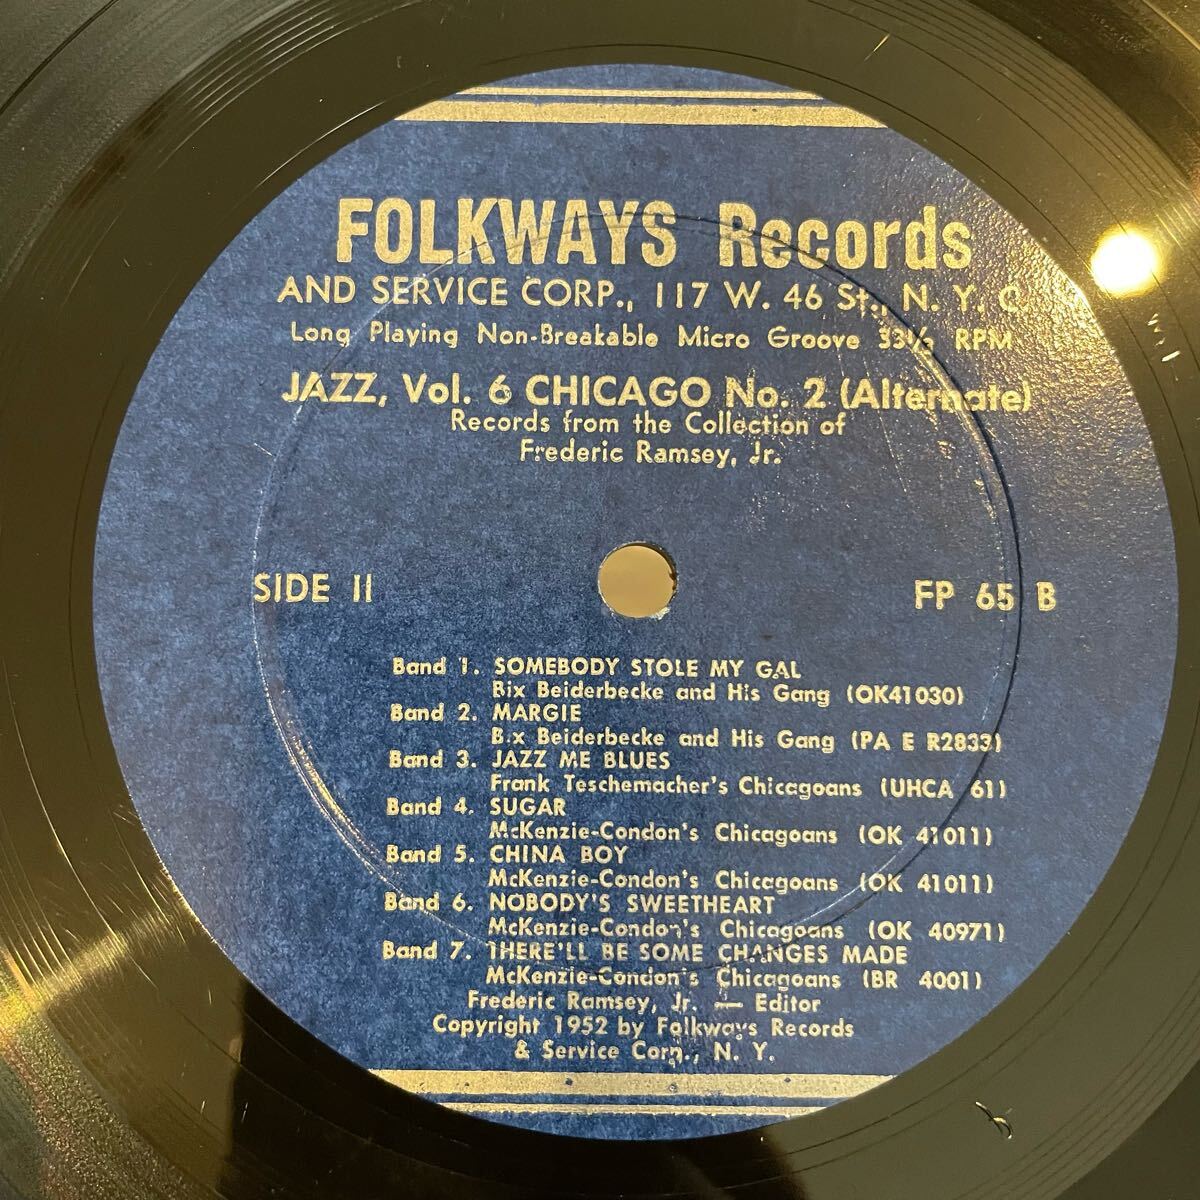 FOLKWAYS Records
AND SERVICE CORP., 117 W. 46 St., N. Y. C.
Long Playing Non-Breakable Micro Groove 33⅓ RPM
JAZZ, Vol. 6 CHICAGO No. 2 (Alternate)
Records from the Collection of
Frederic Ramsey, Jr.
SIDE II FP 65 B
Band 1. SOMEBODY STOLE MY GAL
Bix Beiderbecke and His Gang (OK41030)
Band 2. MARGIE
Bix Beiderbecke and His Gang (PA E R2833)
Band 3. JAZZ ME BLUES
Frank Teschemacher's Chicagoans (UHCA 61)
Band 4. SUGAR
McKenzie-Condon's Chicagoans (OK 41011)
Band 5. CHINA BOY
McKenzie-Condon's Chicagoans (OK 41011)
Band 6. NOBODY'S SWEETHEART
McKenzie-Condon's Chicagoans (OK 40971)
Band 7. THERE'LL BE SOME CHANGES MADE
McKenzie-Condon's Chicagoans (BR 4001)
Frederic Ramsey, Jr. — Editor
Copyright 1952 by Folkways Records
& Service Corp., N. Y.